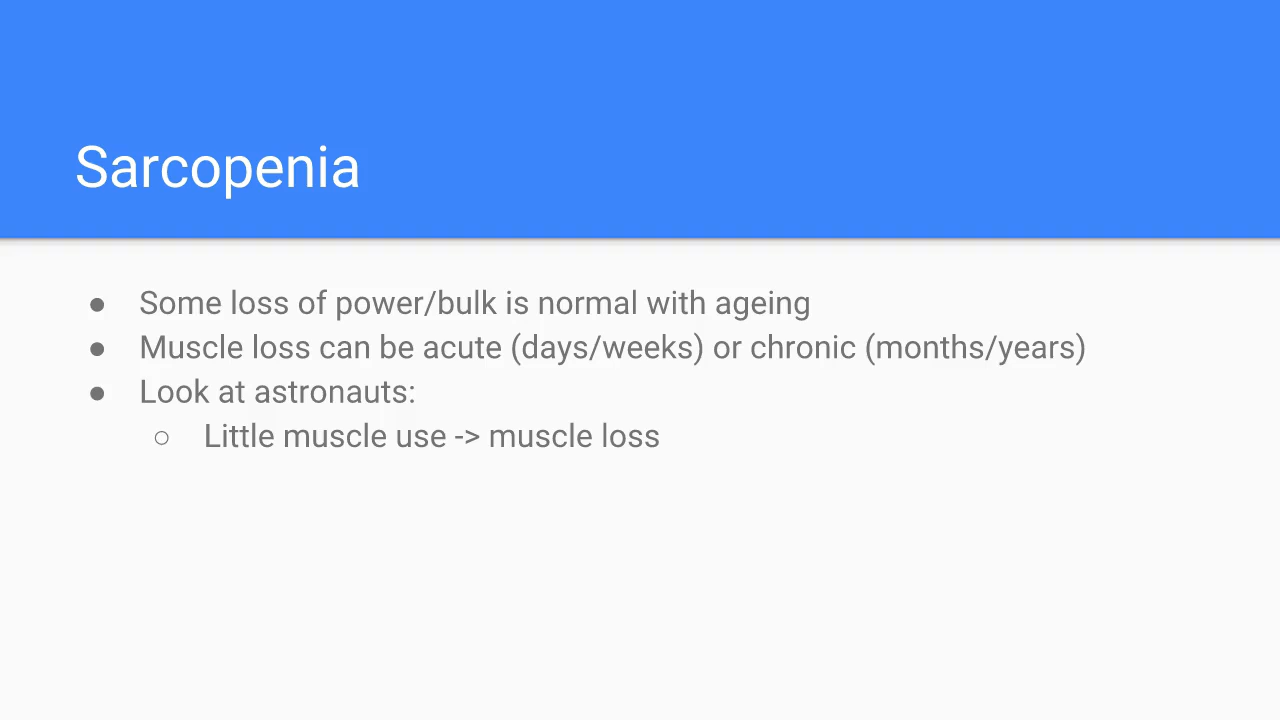 Sarcopenia
● Some loss of power/bulk is normal with ageing
● Muscle loss can be acute (days/weeks) or chronic (months/years)
● Look at astronauts:
○ Little muscle use -> muscle loss